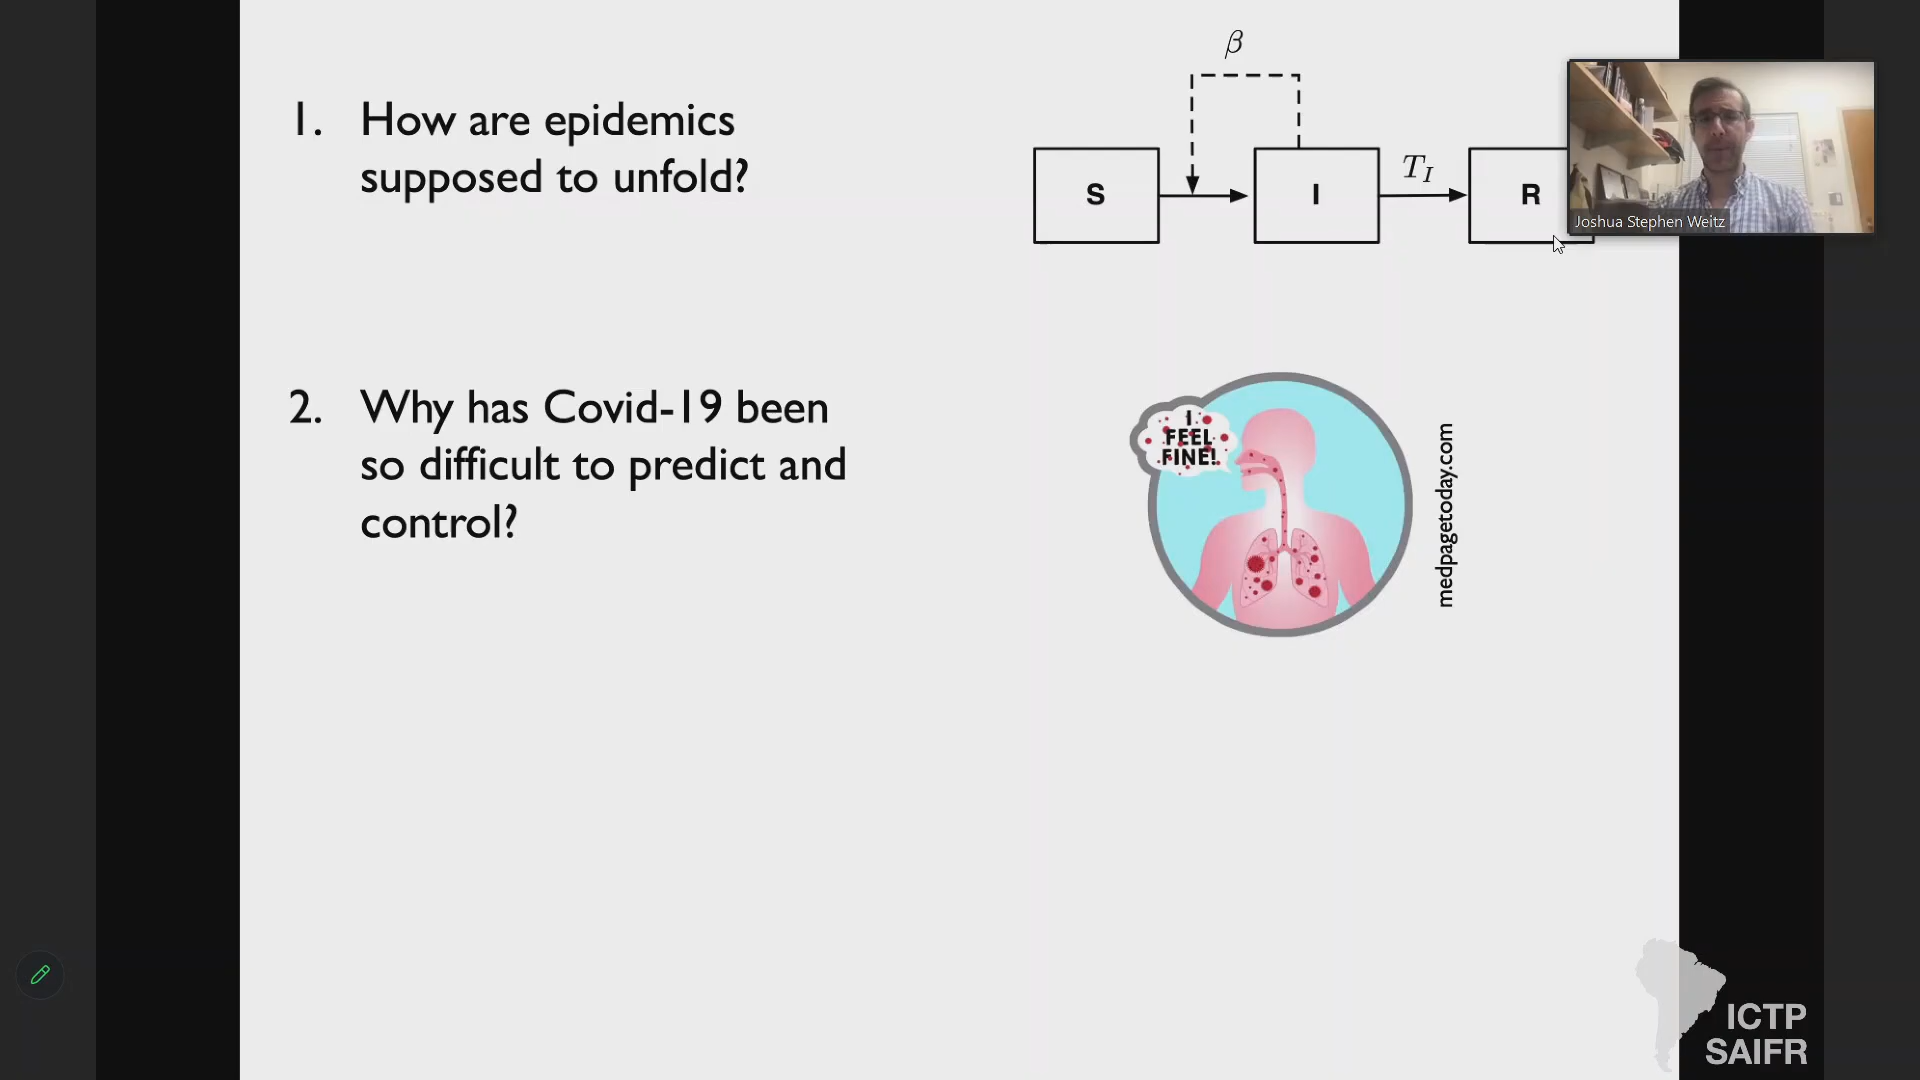 1. How are epidemics
supposed to unfold?
β
S
I
T_I
R
Joshua Stephen Weitz
2. Why has Covid-19 been
so difficult to predict and
control?
I
FEEL
FINE!
medpagetoday.com
ICTP
SAIFR